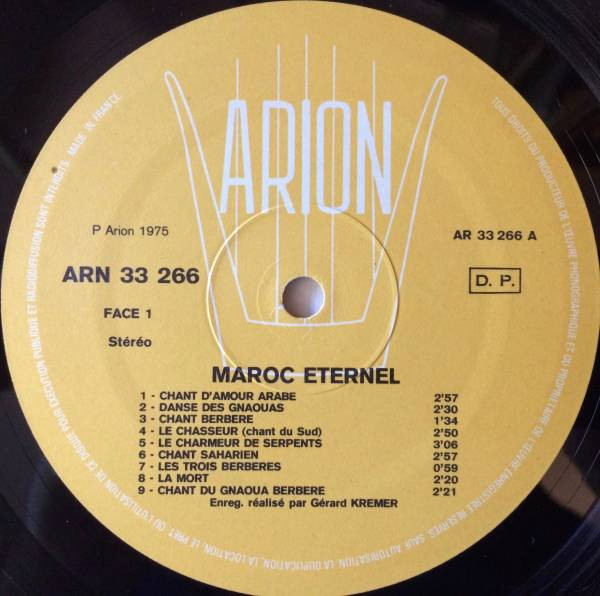 ARION
P Arion 1975
AR 33 266 A
ARN 33 266
D. P.
FACE 1
Stéréo
MAROC ETERNEL
1 - CHANT D'AMOUR ARABE 2'57
2 - DANSE DES GNAOUAS 2'30
3 - CHANT BERBERE 1'34
4 - LE CHASSEUR (chant du Sud) 2'50
5 - LE CHARMEUR DE SERPENTS 3'06
6 - CHANT SAHARIEN 2'57
7 - LES TROIS BERBERES 0'59
8 - LA MORT 2'20
9 - CHANT DU GNAOUA BERBERE 2'21
Enreg. réalisé par Gérard KREMER
TOUS DROITS DU PRODUCTEUR DE L'ŒUVRE PHONOGRAPHIQUE ET DU PROPRIETAIRE DE L'ŒUVRE ENREGISTREE RESERVES. SAUF AUTORISATION, LA DUPLICATION, LA LOCATION, LE PRET OU L'UTILISATION DE CE DISQUE POUR EXECUTION PUBLIQUE ET RADIODIFFUSION SONT INTERDITS. MADE IN FRANCE.